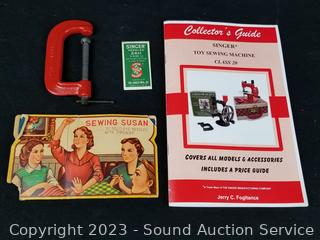 SINGER
NEEDLES
Collector's Guide
SINGER*
TOY SEWING MACHINE
CLASS 20
SEWING SUSAN
COVERS ALL MODELS & ACCESSORIES
INCLUDES A PRICE GUIDE
Jerry C. Fogliance
Copyright 2023 - Sound Auction Service